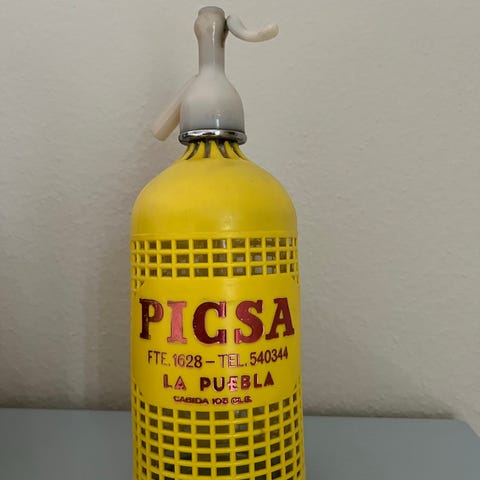 PICSA
FTE. 1628 - TEL. 540344
LA PUEBLA
CABIDA 105 CLS.